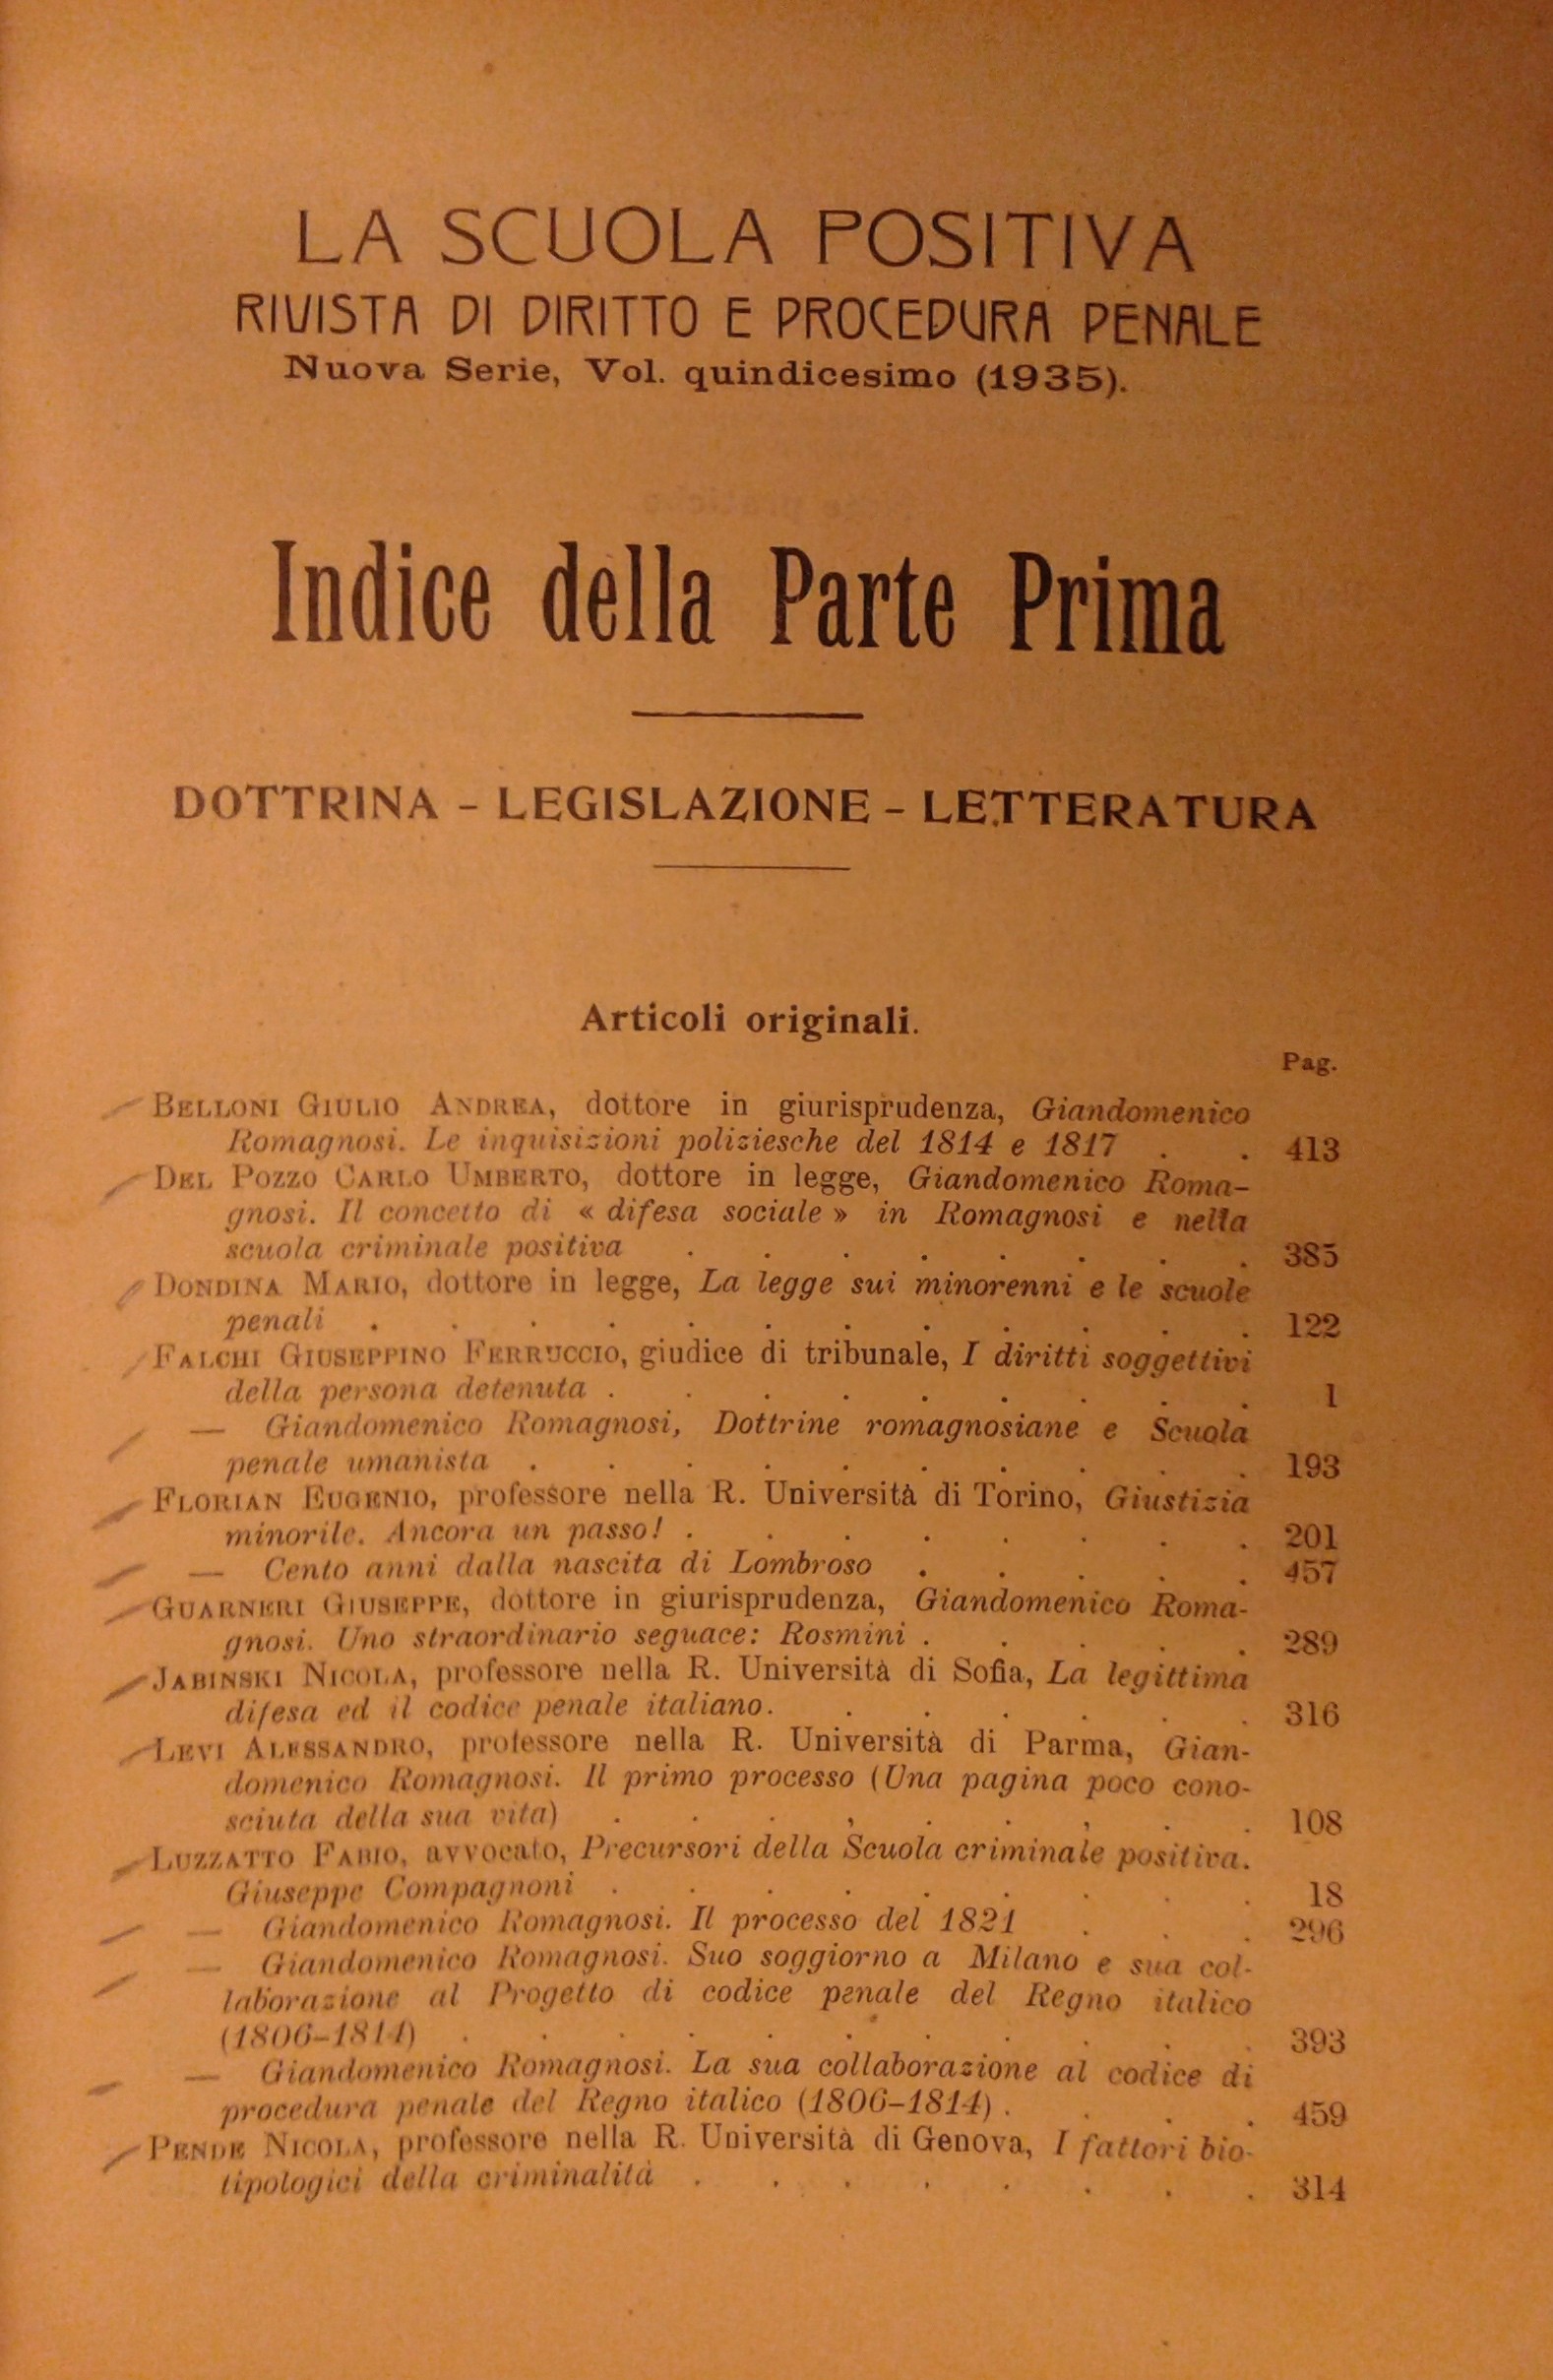 LA SCUOLA POSITIVA
RIVISTA DI DIRITTO E PROCEDURA PENALE
Nuova Serie, Vol. quindicesimo (1935).
Indice della Parte Prima
DOTTRINA - LEGISLAZIONE - LETTERATURA
Articoli originali.
Pag.
BELLONI GIULIO ANDREA, dottore in giurisprudenza, Giandomenico
Romagnosi. Le inquisizioni poliziesche del 1814 e 1817 . . 413
DEL POZZO CARLO UMBERTO, dottore in legge, Giandomenico Roma-
gnosi. Il concetto di « difesa sociale » in Romagnosi e nella
scuola criminale positiva . . . . . . . . 385
DONDINA MARIO, dottore in legge, La legge sui minorenni e le scuole
penali . . . . . . . . . . . . 122
FALCHI GIUSEPPINO FERRUCCIO, giudice di tribunale, I diritti soggettivi
della persona detenuta . . . . . . . . . 1
— Giandomenico Romagnosi, Dottrine romagnosiane e Scuola
penale umanista . . . . . . . . . . 193
FLORIAN EUGENIO, professore nella R. Università di Torino, Giustizia
minorile. Ancora un passo! . . . . . . . . 201
— Cento anni dalla nascita di Lombroso . . . . . 457
GUARNERI GIUSEPPE, dottore in giurisprudenza, Giandomenico Roma-
gnosi. Uno straordinario seguace: Rosmini . . . . . 289
JABINSKI NICOLA, professore nella R. Università di Sofia, La legittima
difesa ed il codice penale italiano. . . . . . . 316
LEVI ALESSANDRO, professore nella R. Università di Parma, Gian-
domenico Romagnosi. Il primo processo (Una pagina poco cono-
sciuta della sua vita) . . . . . . . . . 108
LUZZATTO FABIO, avvocato, Precursori della Scuola criminale positiva.
Giuseppe Compagnoni . . . . . . . . . 18
— Giandomenico Romagnosi. Il processo del 1821 . . . 296
— Giandomenico Romagnosi. Suo soggiorno a Milano e sua col-
laborazione al Progetto di codice penale del Regno italico
(1806-1814) . . . . . . . . . . . 393
— Giandomenico Romagnosi. La sua collaborazione al codice di
procedura penale del Regno italico (1806-1814) . . . . 459
PENDE NICOLA, professore nella R. Università di Genova, I fattori bio-
tipologici della criminalità . . . . . . . . 314